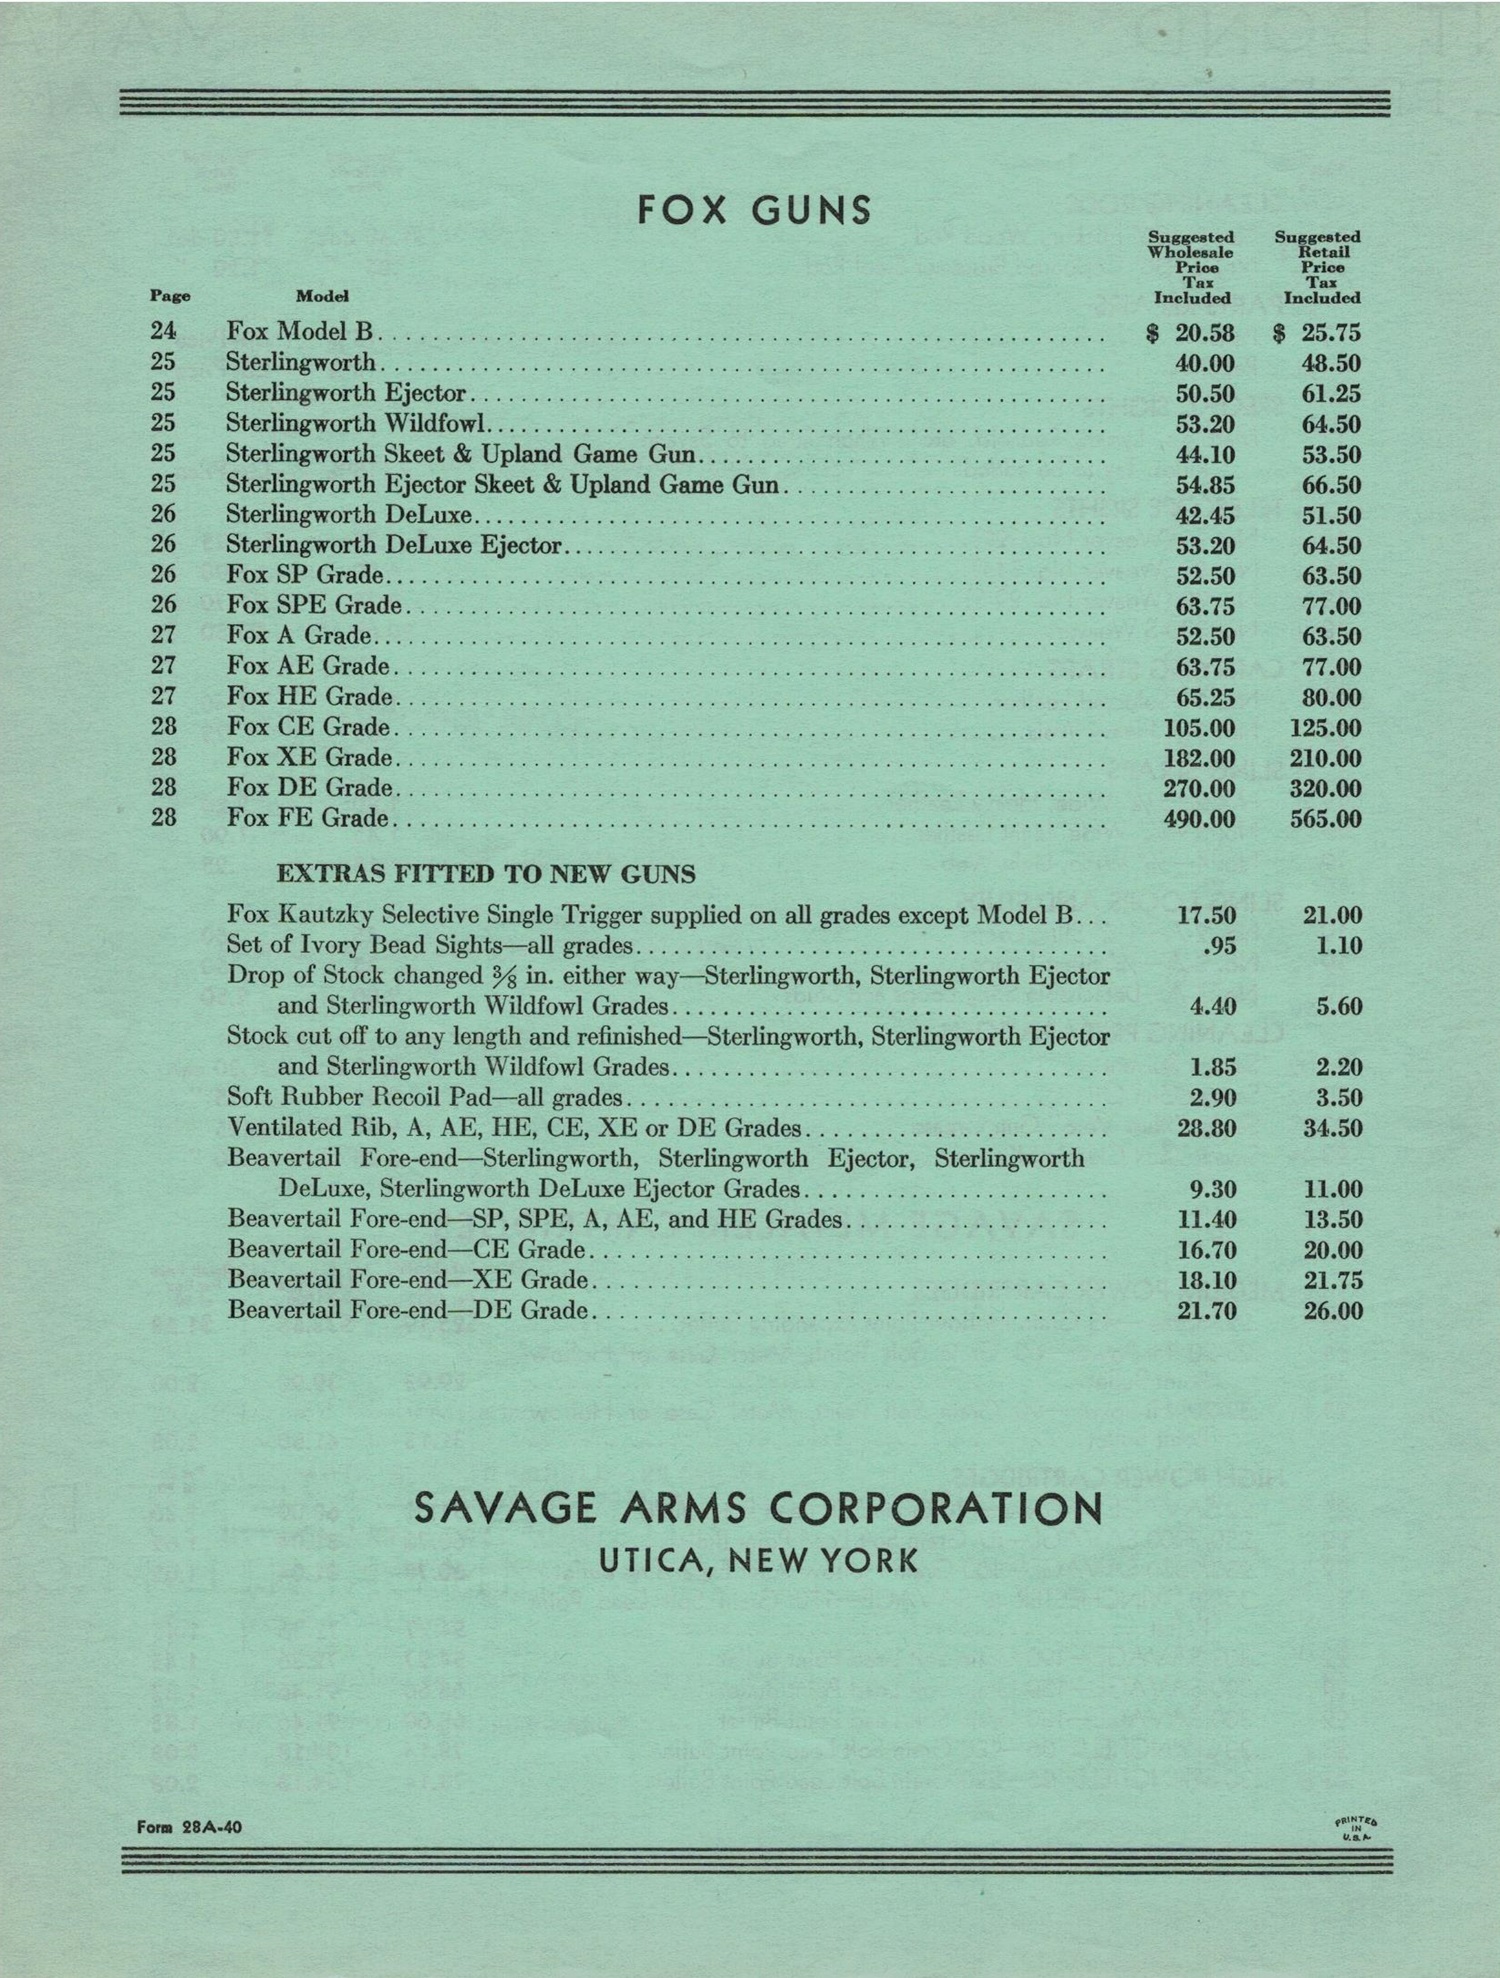 FOX GUNS
Page Model Suggested Wholesale Price Tax Included Suggested Retail Price Tax Included
24 Fox Model B $ 20.58 $ 25.75
25 Sterlingworth 40.00 48.50
25 Sterlingworth Ejector 50.50 61.25
25 Sterlingworth Wildfowl 53.20 64.50
25 Sterlingworth Skeet & Upland Game Gun 44.10 53.50
25 Sterlingworth Ejector Skeet & Upland Game Gun 54.85 66.50
26 Sterlingworth DeLuxe 42.45 51.50
26 Sterlingworth DeLuxe Ejector 53.20 64.50
26 Fox SP Grade 52.50 63.50
26 Fox SPE Grade 63.75 77.00
27 Fox A Grade 52.50 63.50
27 Fox AE Grade 63.75 77.00
27 Fox HE Grade 65.25 80.00
28 Fox CE Grade 105.00 125.00
28 Fox XE Grade 182.00 210.00
28 Fox DE Grade 270.00 320.00
28 Fox FE Grade 490.00 565.00
EXTRAS FITTED TO NEW GUNS
Fox Kautzky Selective Single Trigger supplied on all grades except Model B... 17.50 21.00
Set of Ivory Bead Sights—all grades .95 1.10
Drop of Stock changed ⅜ in. either way—Sterlingworth, Sterlingworth Ejector
and Sterlingworth Wildfowl Grades 4.40 5.60
Stock cut off to any length and refinished—Sterlingworth, Sterlingworth Ejector
and Sterlingworth Wildfowl Grades 1.85 2.20
Soft Rubber Recoil Pad—all grades 2.90 3.50
Ventilated Rib, A, AE, HE, CE, XE or DE Grades 28.80 34.50
Beavertail Fore-end—Sterlingworth, Sterlingworth Ejector, Sterlingworth
DeLuxe, Sterlingworth DeLuxe Ejector Grades 9.30 11.00
Beavertail Fore-end—SP, SPE, A, AE, and HE Grades 11.40 13.50
Beavertail Fore-end—CE Grade 16.70 20.00
Beavertail Fore-end—XE Grade 18.10 21.75
Beavertail Fore-end—DE Grade 21.70 26.00
SAVAGE ARMS CORPORATION
UTICA, NEW YORK
Form 28A-40
PRINTED
IN
U.S.A.